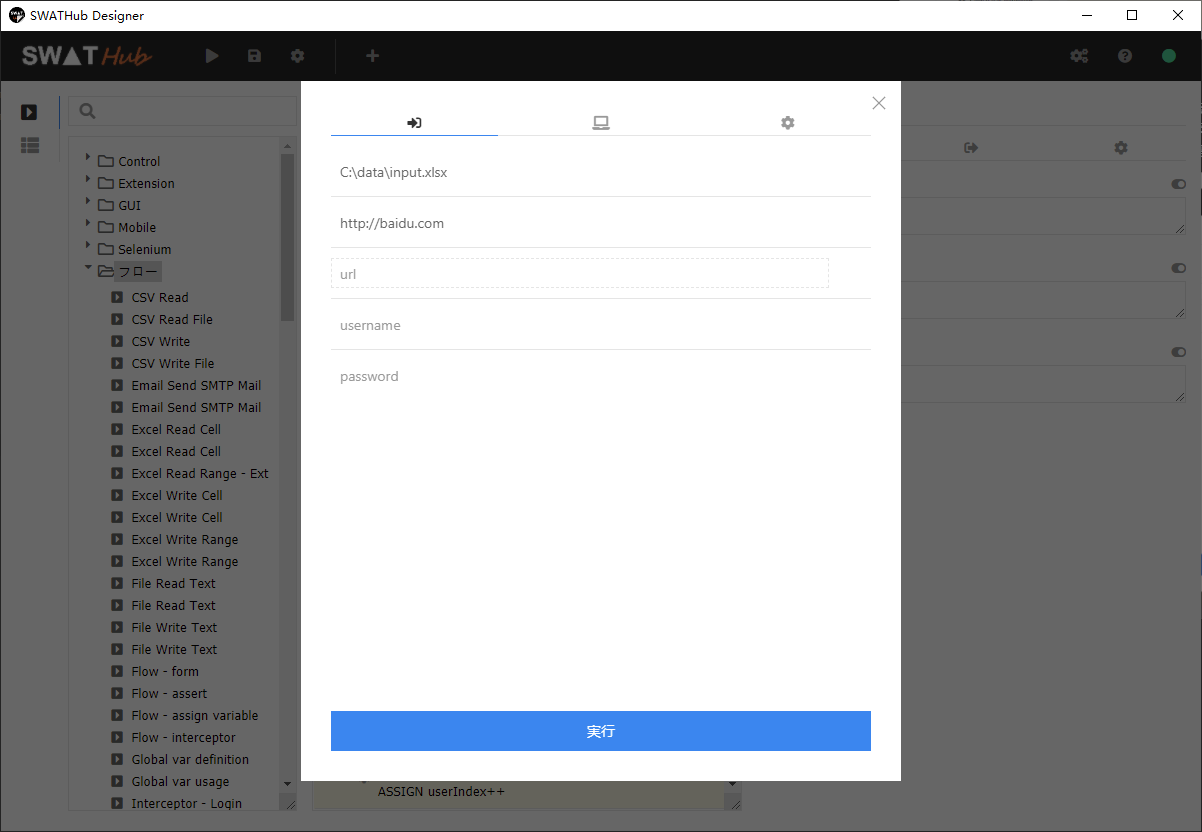 SWATHub Designer
SWAT Hub
Control
Extension
GUI
Mobile
Selenium
フロー
CSV Read
CSV Read File
CSV Write
CSV Write File
Email Send SMTP Mail
Email Send SMTP Mail
Excel Read Cell
Excel Read Cell
Excel Read Range - Ext
Excel Write Cell
Excel Write Cell
Excel Write Range
Excel Write Range
File Read Text
File Read Text
File Write Text
File Write Text
Flow - form
Flow - assert
Flow - assign variable
Flow - interceptor
Global var definition
Global var usage
Interceptor - Login
C:\data\input.xlsx
http://baidu.com
url
username
password
実行
ASSIGN userIndex++